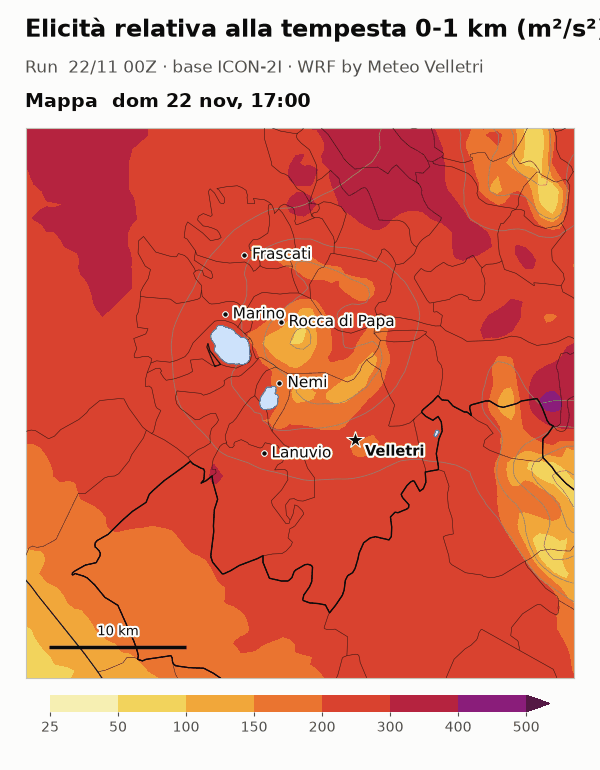 Elicità relativa alla tempesta 0-1 km (m²/s²)
Run 22/11 00Z · base ICON-2I · WRF by Meteo Velletri
Mappa dom 22 nov, 17:00
Frascati
Marino
Rocca di Papa
Nemi
Velletri
Lanuvio
10 km
25 50 100 150 200 300 400 500